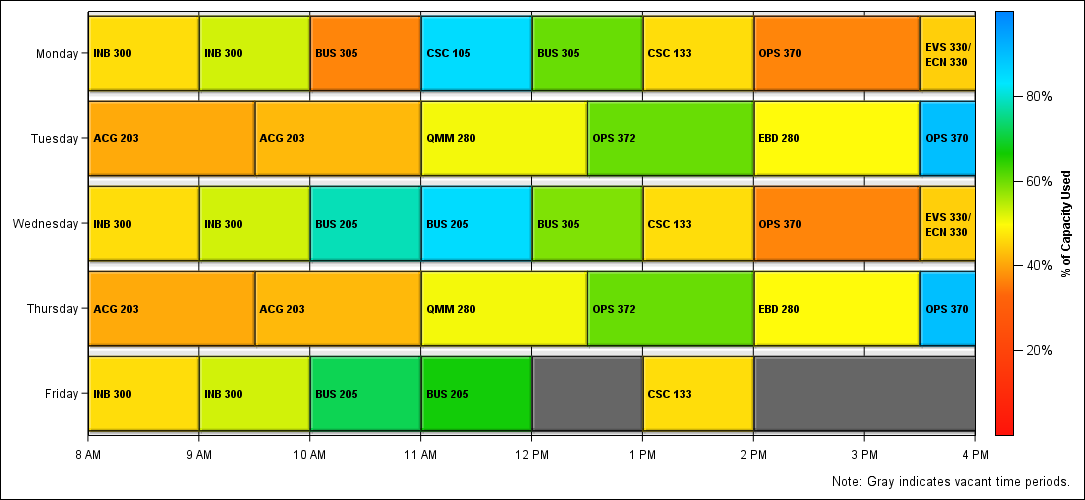 Monday
INB 300
INB 300
BUS 305
CSC 105
BUS 305
CSC 133
OPS 370
EVS 330/
ECN 330
Tuesday
ACG 203
ACG 203
QMM 280
OPS 372
EBD 280
OPS 370
Wednesday
INB 300
INB 300
BUS 205
BUS 205
BUS 305
CSC 133
OPS 370
EVS 330/
ECN 330
Thursday
ACG 203
ACG 203
QMM 280
OPS 372
EBD 280
OPS 370
Friday
INB 300
INB 300
BUS 205
BUS 205
CSC 133
8 AM
9 AM
10 AM
11 AM
12 PM
1 PM
2 PM
3 PM
4 PM
80%
60%
40%
20%
% of Capacity Used
Note: Gray indicates vacant time periods.